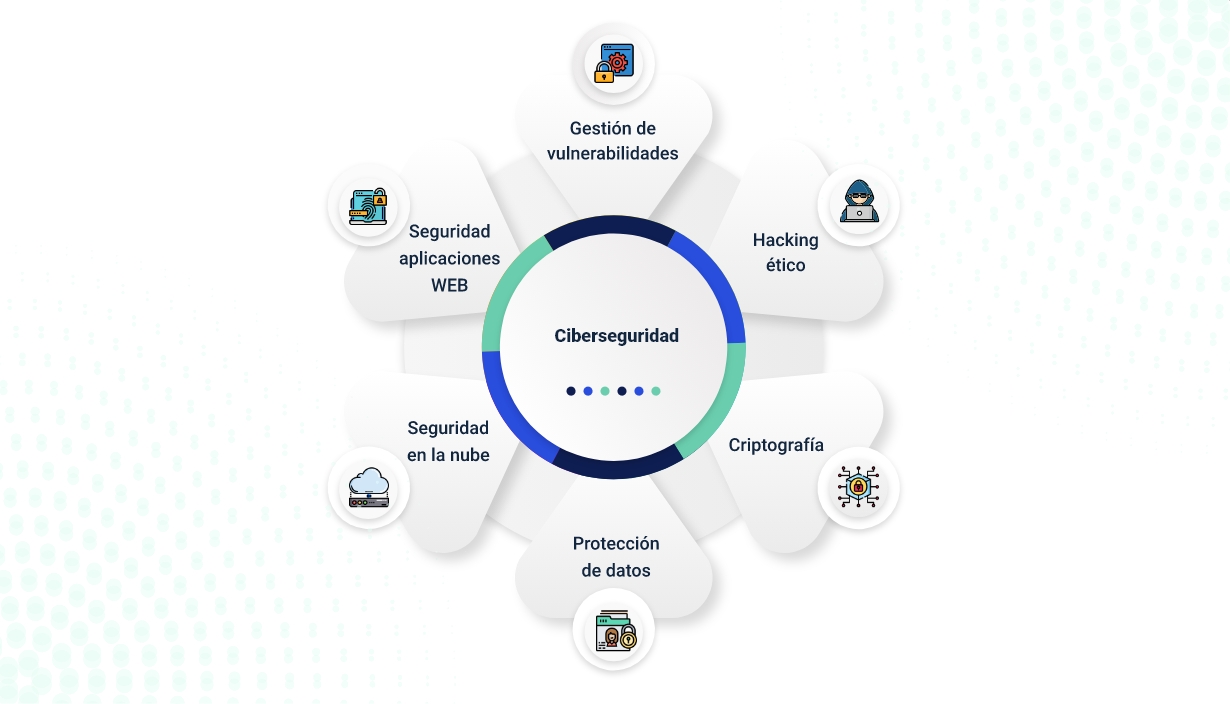 Gestión de
vulnerabilidades
Hacking
ético
Criptografía
Protección
de datos
Seguridad
en la nube
Seguridad
aplicaciones
WEB
Ciberseguridad